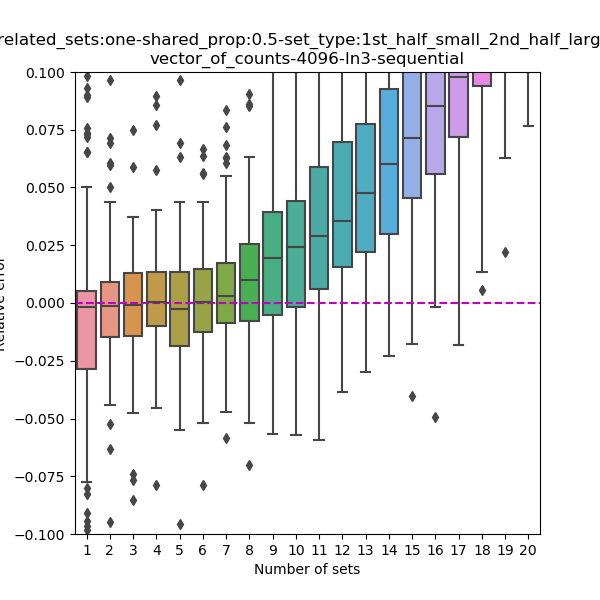 related_sets:one-shared_prop:0.5-set_type:1st_half_small_2nd_half_larg
vector_of_counts-4096-ln3-sequential
0.100
0.075
0.050
0.025
0.000
−0.025
−0.050
−0.075
−0.100
Relative error
1 2 3 4 5 6 7 8 9 10 11 12 13 14 15 16 17 18 19 20
Number of sets